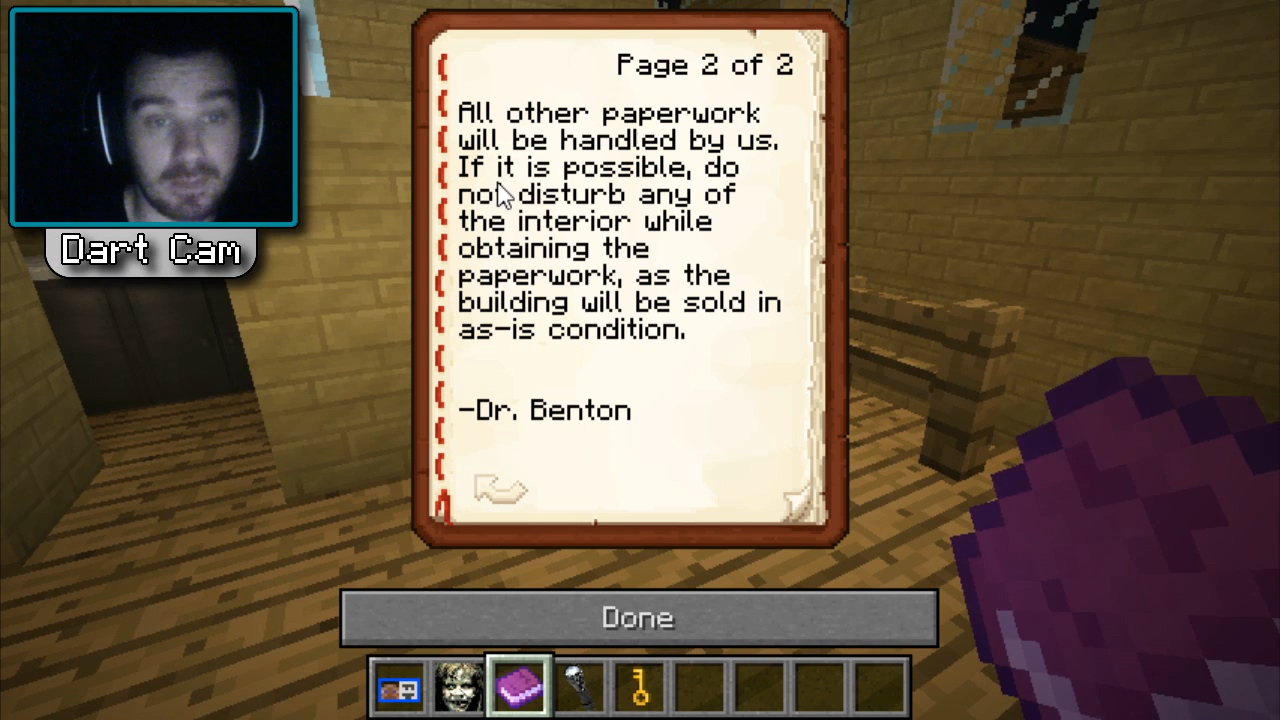 Page 2 of 2
All other paperwork
will be handled by us.
If it is possible, do
not disturb any of
the interior while
obtaining the
paperwork, as the
building will be sold in
as-is condition.
-Dr. Benton
Dart Cam
Done